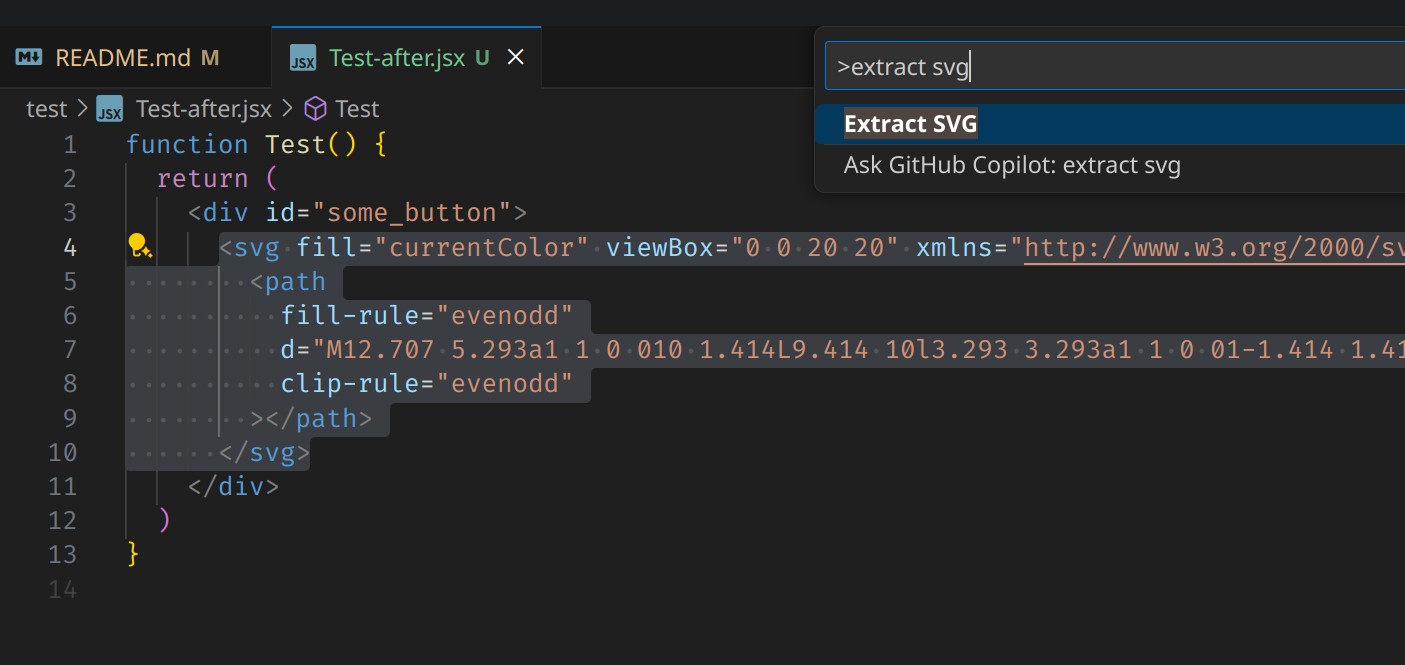 README.md M
JSX Test-after.jsx U
>extract svg
Extract SVG
Ask GitHub Copilot: extract svg
test > JSX Test-after.jsx > Test
1 function Test() {
2 return (
3 <div id="some_button">
4 <svg fill="currentColor" viewBox="0 0 20 20" xmlns="http://www.w3.org/2000/sv
5 <path
6 fill-rule="evenodd"
7 d="M12.707 5.293a1 1 0 010 1.414L9.414 10l3.293 3.293a1 1 0 01-1.414 1.41
8 clip-rule="evenodd"
9 ></path>
10 </svg>
11 </div>
12 )
13 }
14